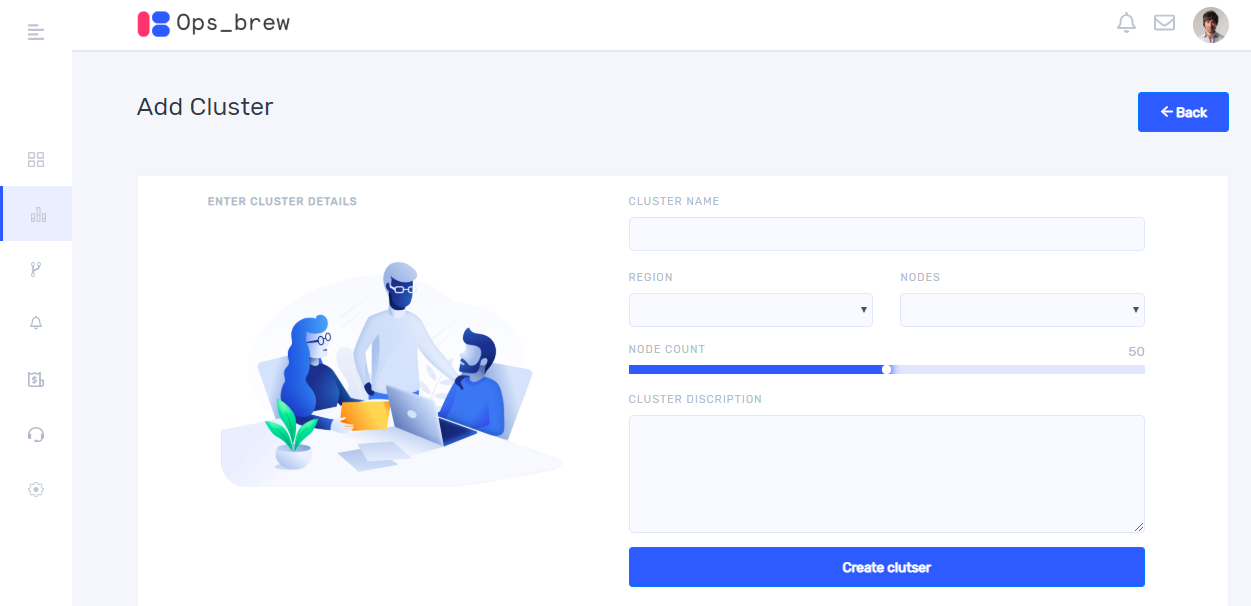 Ops_brew
Add Cluster
← Back
ENTER CLUSTER DETAILS
CLUSTER NAME
REGION
NODES
NODE COUNT
50
CLUSTER DISCRIPTION
Create clutser